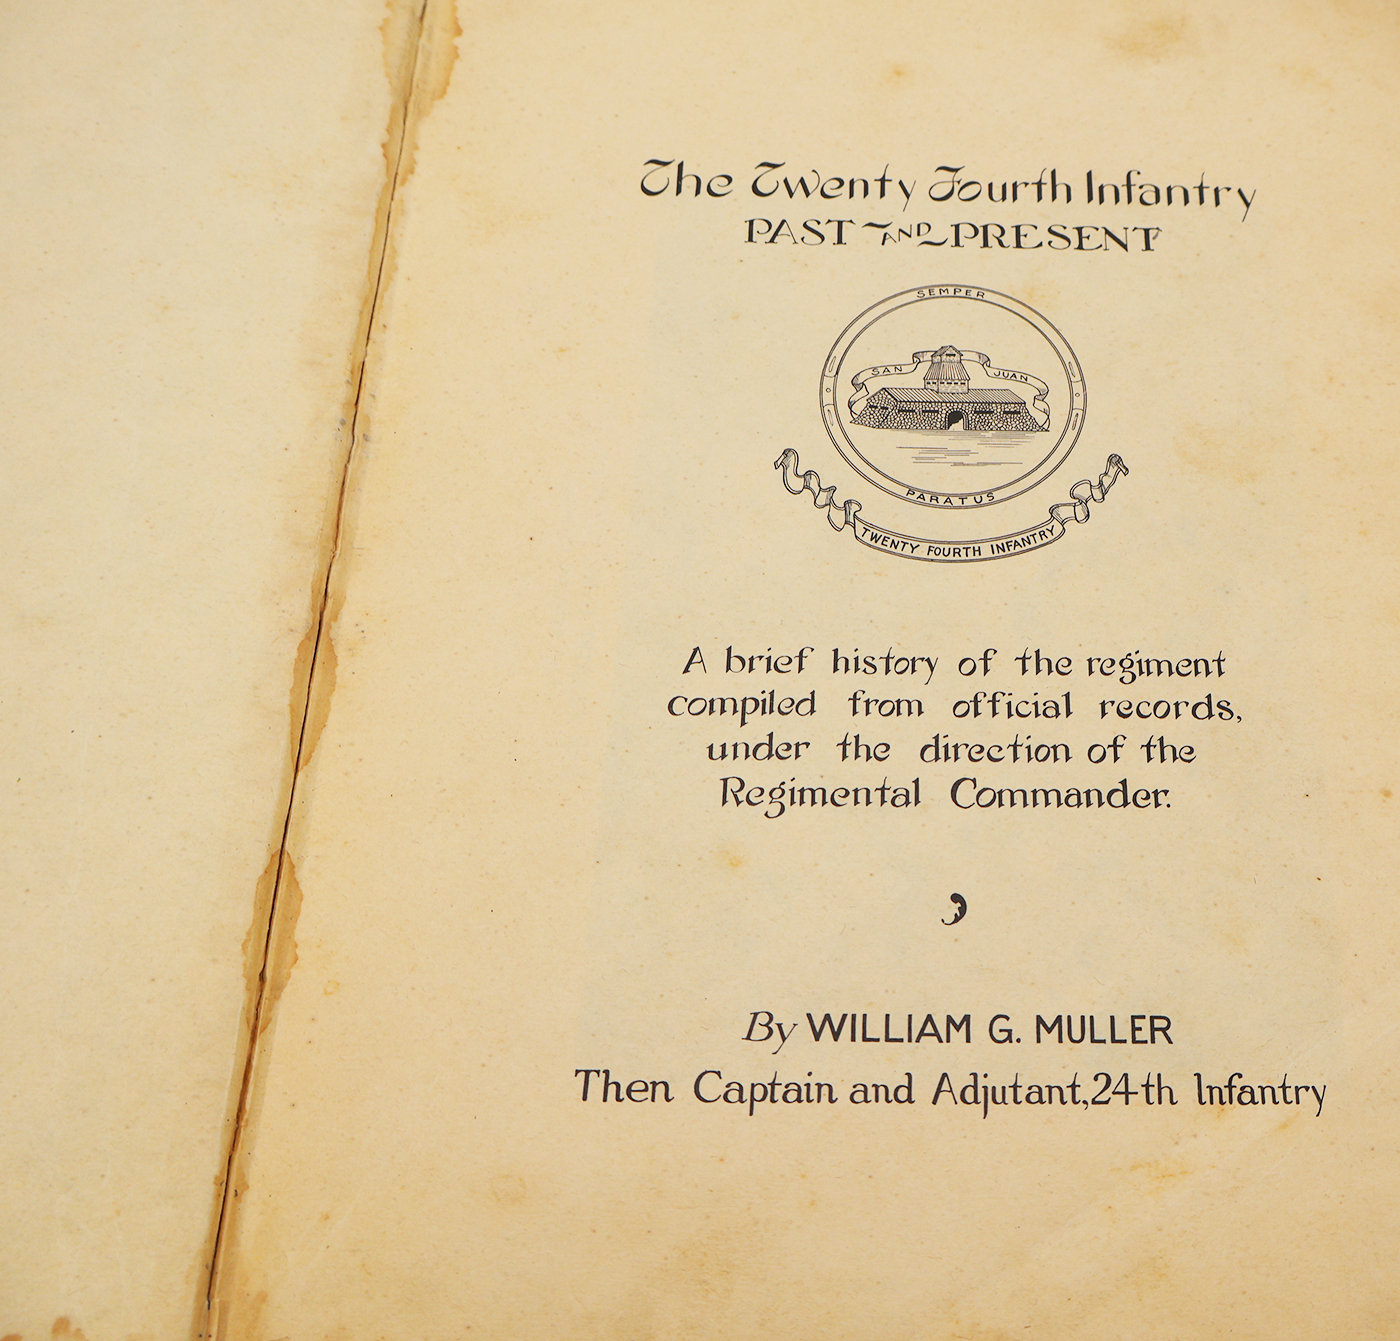 The Twenty Fourth Infantry
PAST AND PRESENT
SEMPER
SAN JUAN
PARATUS
TWENTY FOURTH INFANTRY
A brief history of the regiment
compiled from official records,
under the direction of the
Regimental Commander.
By WILLIAM G. MULLER
Then Captain and Adjutant, 24th Infantry